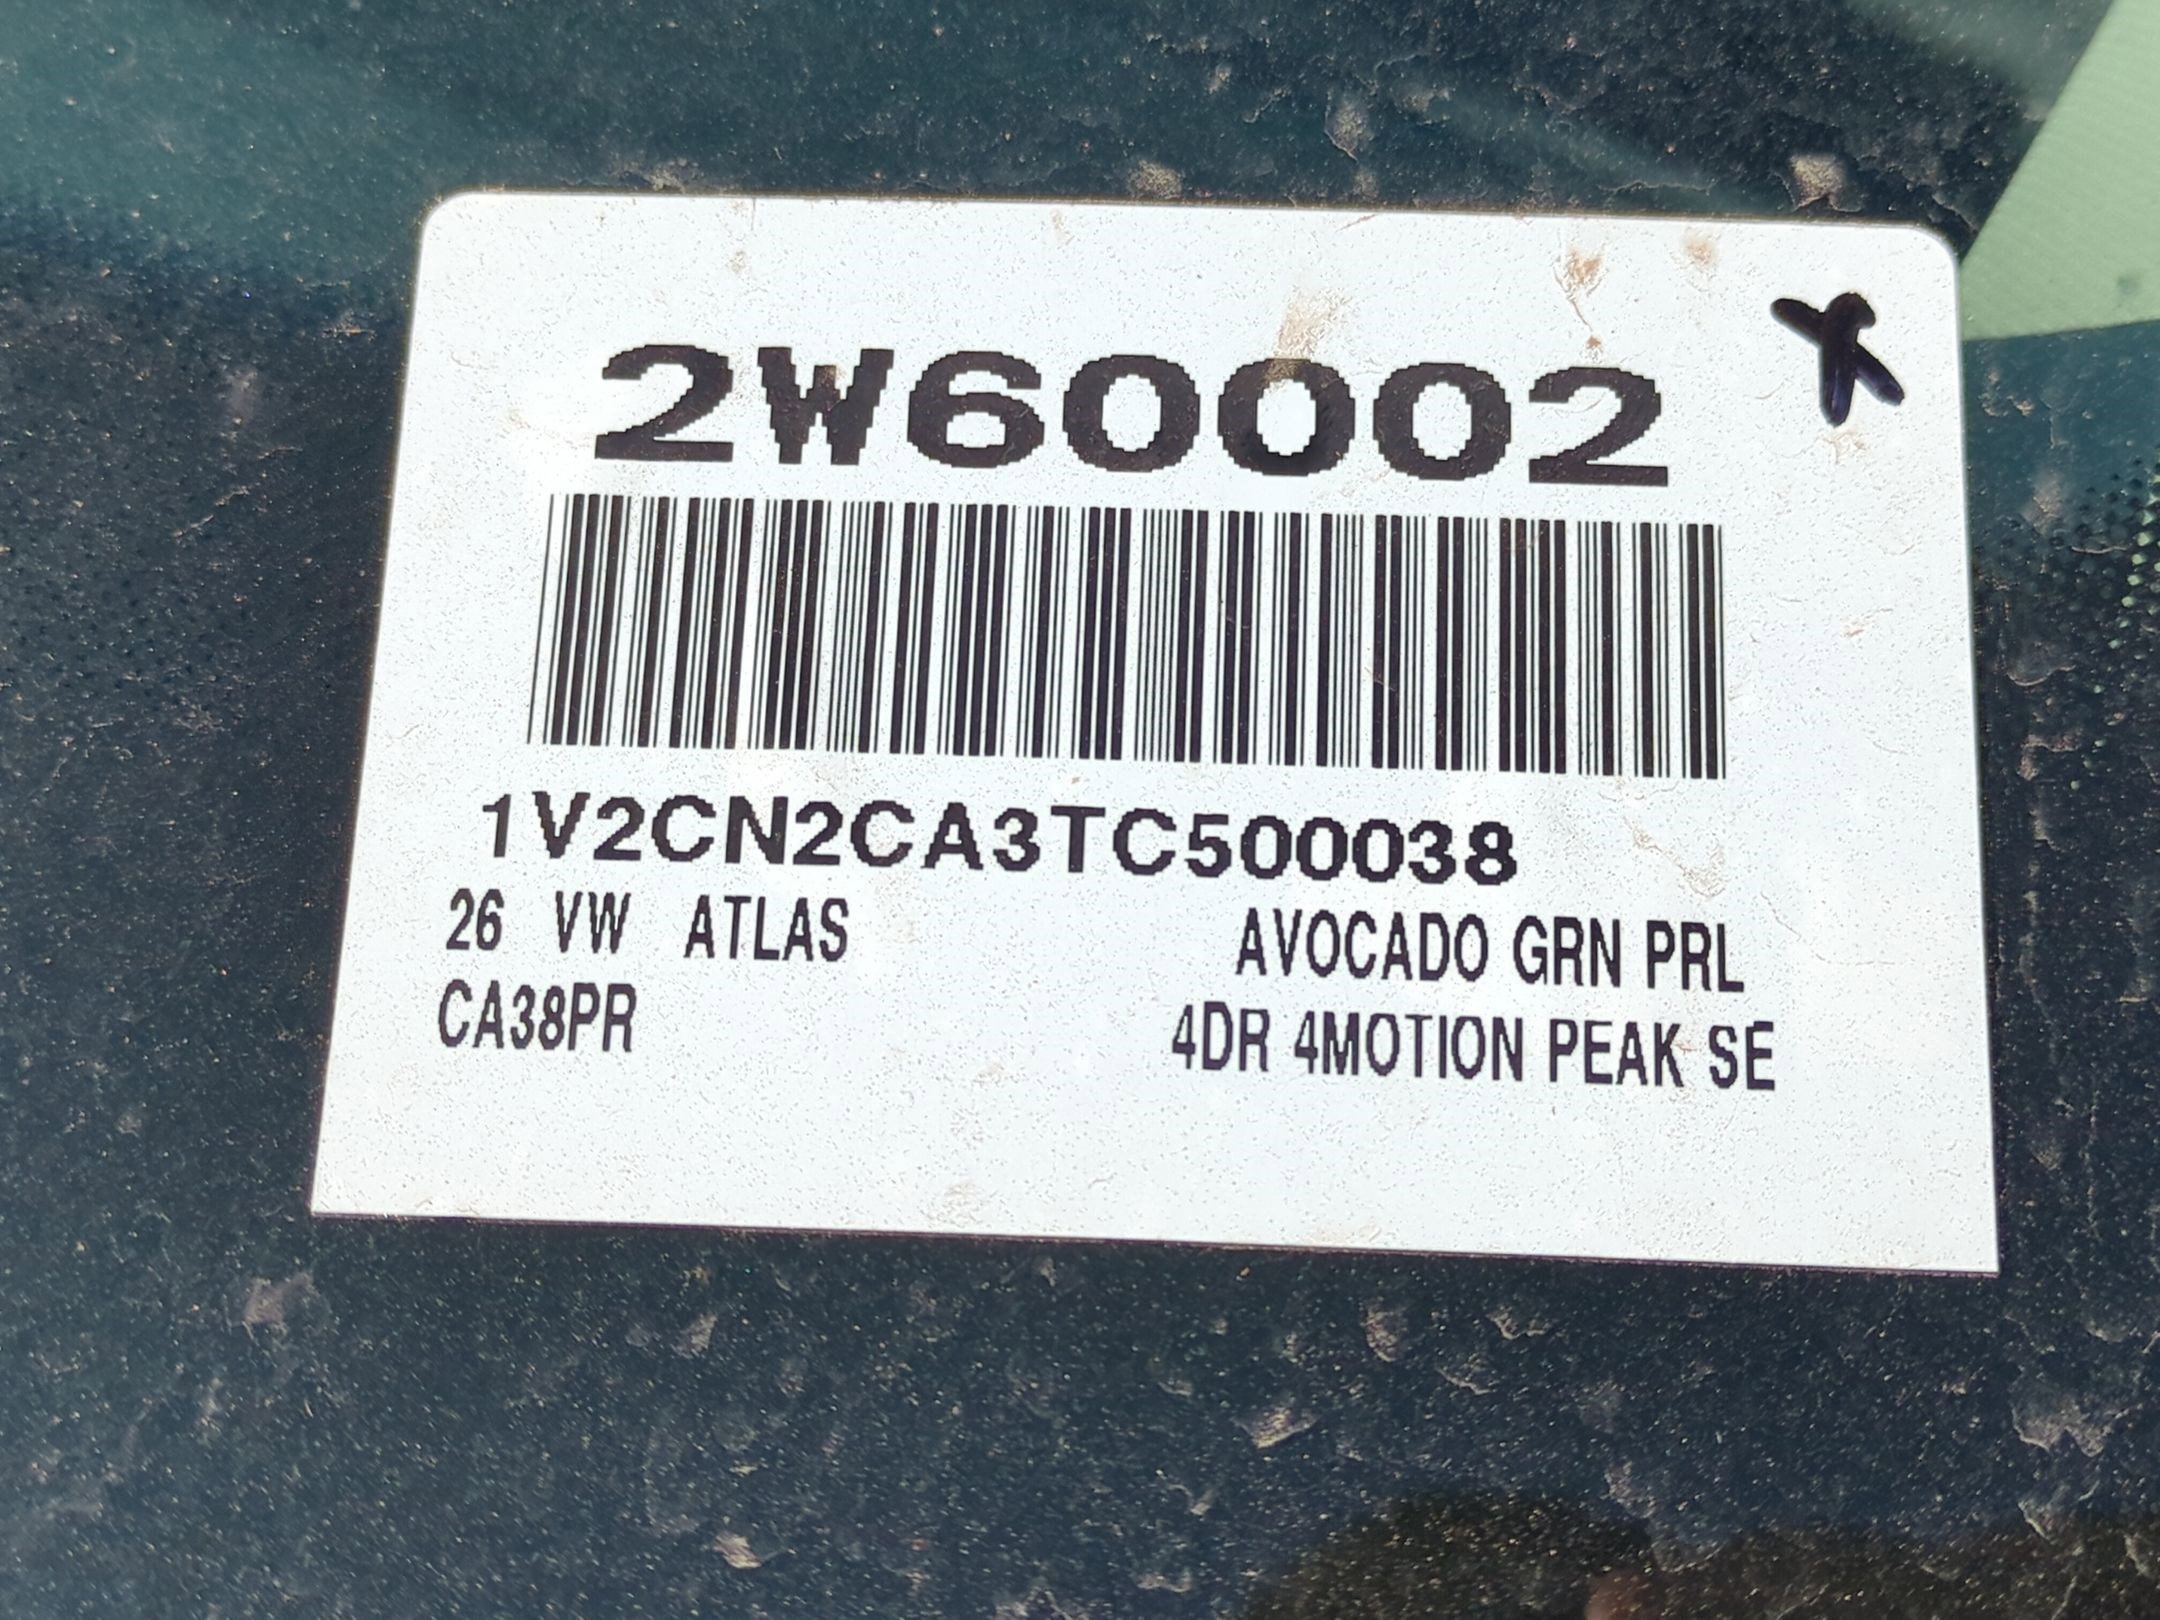 2W60002
1V2CN2CA3TC500038
26 VW ATLAS AVOCADO GRN PRL
CA38PR 4DR 4MOTION PEAK SE